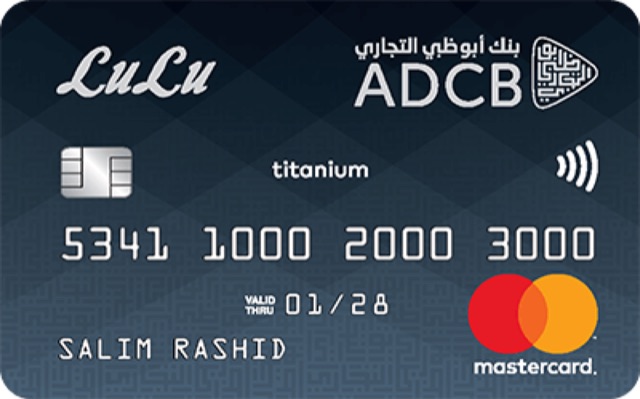 LuLu
بنك أبوظبي التجاري
ADCB
titanium
5341 1000 2000 3000
VALID THRU 01/28
SALIM RASHID
mastercard.